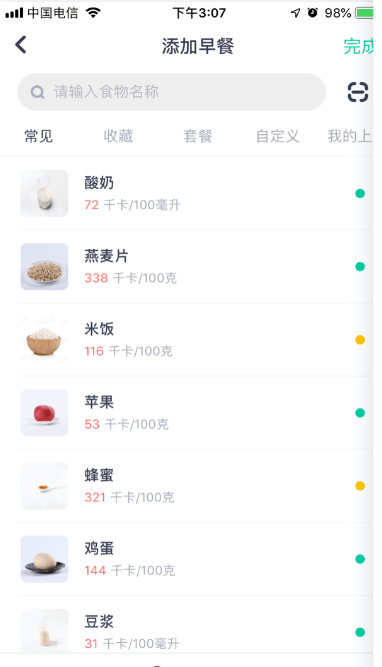 中国电信 下午3:07 98%
添加早餐 完成
请输入食物名称
常见 收藏 套餐 自定义 我的上
酸奶
72 千卡/100毫升
燕麦片
338 千卡/100克
米饭
116 千卡/100克
苹果
53 千卡/100克
蜂蜜
321 千卡/100克
鸡蛋
144 千卡/100克
豆浆
31 千卡/100毫升